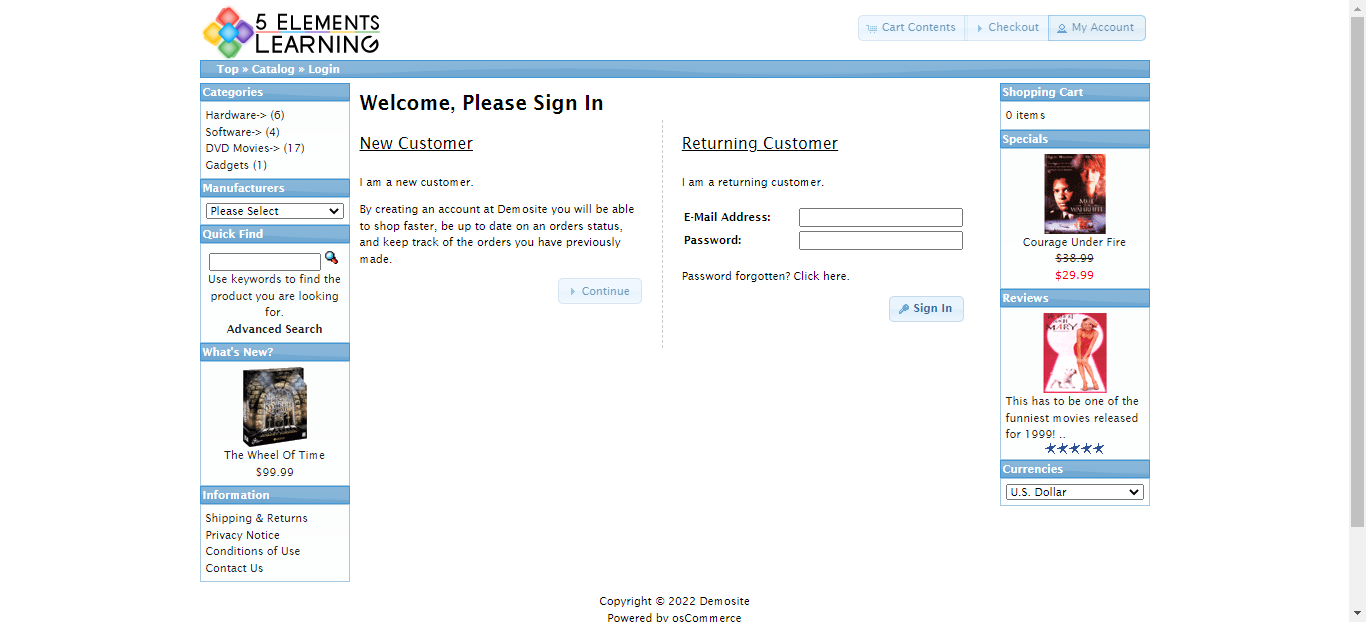 5 ELEMENTS
LEARNING
Cart Contents
Checkout
My Account
Top » Catalog » Login
Categories
Hardware-> (6)
Software-> (4)
DVD Movies-> (17)
Gadgets (1)
Manufacturers
Please Select
Quick Find
Use keywords to find the
product you are looking
for.
Advanced Search
What's New?
The Wheel Of Time
$99.99
Information
Shipping & Returns
Privacy Notice
Conditions of Use
Contact Us
Welcome, Please Sign In
New Customer
I am a new customer.
By creating an account at Demosite you will be able
to shop faster, be up to date on an orders status,
and keep track of the orders you have previously
made.
Continue
Returning Customer
I am a returning customer.
E-Mail Address:
Password:
Password forgotten? Click here.
Sign In
Shopping Cart
0 items
Specials
Courage Under Fire
$38.99
$29.99
Reviews
MARY
This has to be one of the
funniest movies released
for 1999! ..
Currencies
U.S. Dollar
Copyright © 2022 Demosite
Powered by osCommerce